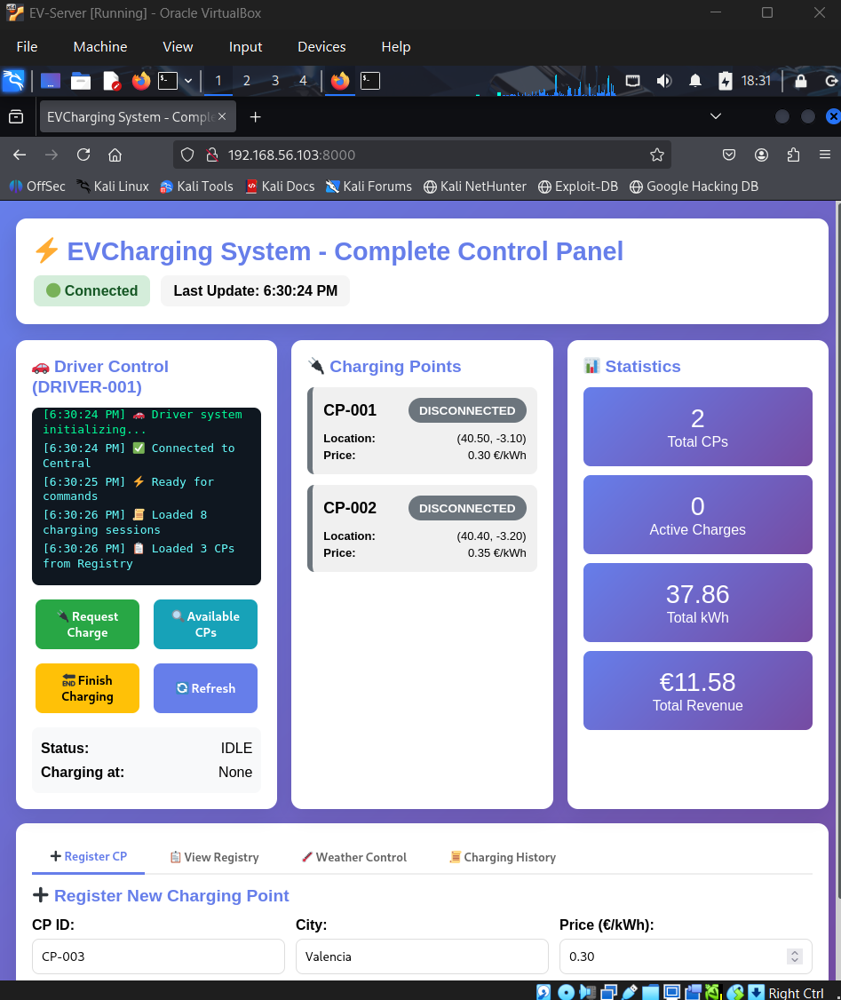 EV-Server [Running] - Oracle VirtualBox
File Machine View Input Devices Help
1 2 3 4 18:31
EVCharging System - Comple
192.168.56.103:8000
OffSec Kali Linux Kali Tools Kali Docs Kali Forums Kali NetHunter Exploit-DB Google Hacking DB
EVCharging System - Complete Control Panel
Connected Last Update: 6:30:24 PM
Driver Control
(DRIVER-001)
[6:30:24 PM] Driver system
initializing...
[6:30:24 PM] Connected to
Central
[6:30:25 PM] Ready for
commands
[6:30:26 PM] Loaded 8
charging sessions
[6:30:26 PM] Loaded 3 CPs
from Registry
Request
Charge
Available
CPs
END Finish
Charging
Refresh
Status: IDLE
Charging at: None
Charging Points
CP-001 DISCONNECTED
Location: (40.50, -3.10)
Price: 0.30 €/kWh
CP-002 DISCONNECTED
Location: (40.40, -3.20)
Price: 0.35 €/kWh
Statistics
2
Total CPs
0
Active Charges
37.86
Total kWh
€11.58
Total Revenue
Register CP View Registry Weather Control Charging History
Register New Charging Point
CP ID: City: Price (€/kWh):
CP-003 Valencia 0.30
Right Ctrl